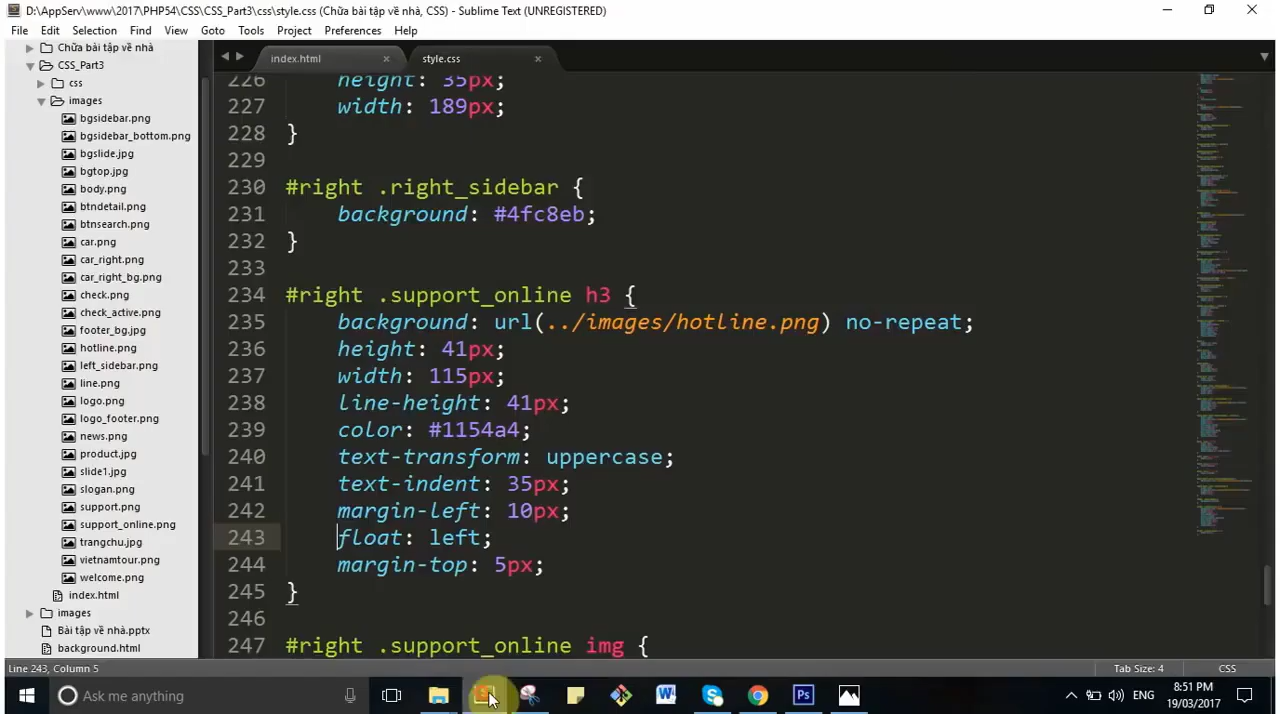 D:\AppServ\www\2017\PHP54\CSS\CSS_Part3\css\style.css (Chữa bài tập về nhà, CSS) - Sublime Text (UNREGISTERED)
File Edit Selection Find View Goto Tools Project Preferences Help
Chữa bài tập về nhà
CSS_Part3
css
images
bgsidebar.png
bgsidebar_bottom.png
bgslide.jpg
bgtop.jpg
body.png
btndetail.png
btnsearch.png
car.png
car_right.png
car_right_bg.png
check.png
check_active.png
footer_bg.jpg
hotline.png
left_sidebar.png
line.png
logo.png
logo_footer.png
news.png
product.jpg
slide1.jpg
slogan.png
support.png
support_online.png
trangchu.jpg
vietnamtour.png
welcome.png
index.html
images
Bài tập về nhà.pptx
background.html
index.html style.css
226 height: 35px;
227 width: 189px;
228 }
229
230 #right .right_sidebar {
231 background: #4fc8eb;
232 }
233
234 #right .support_online h3 {
235 background: url(../images/hotline.png) no-repeat;
236 height: 41px;
237 width: 115px;
238 line-height: 41px;
239 color: #1154a4;
240 text-transform: uppercase;
241 text-indent: 35px;
242 margin-left: 10px;
243 float: left;
244 margin-top: 5px;
245 }
246
247 #right .support_online img {
Line 243, Column 5 Tab Size: 4 CSS
Ask me anything
ENG
8:51 PM
19/03/2017